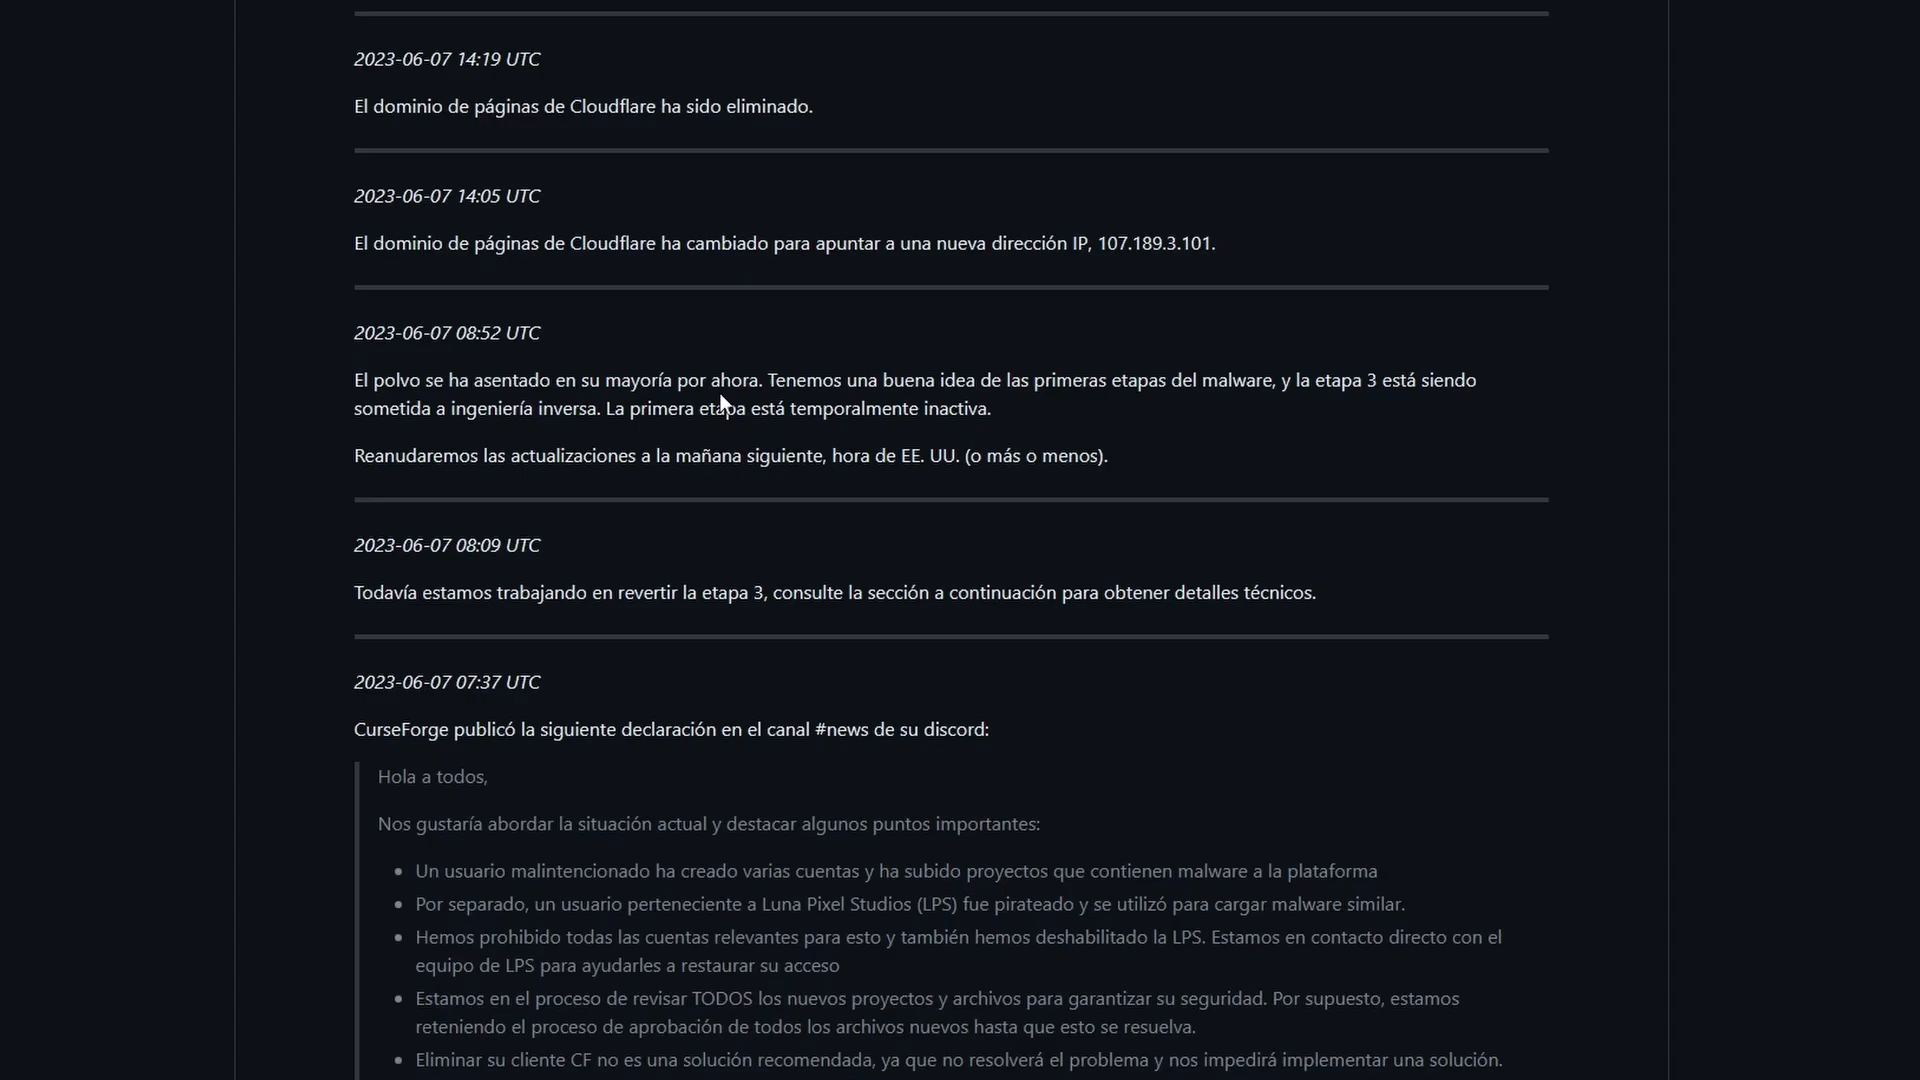 2023-06-07 14:19 UTC
El dominio de páginas de Cloudflare ha sido eliminado.
2023-06-07 14:05 UTC
El dominio de páginas de Cloudflare ha cambiado para apuntar a una nueva dirección IP, 107.189.3.101.
2023-06-07 08:52 UTC
El polvo se ha asentado en su mayoría por ahora. Tenemos una buena idea de las primeras etapas del malware, y la etapa 3 está siendo
sometida a ingeniería inversa. La primera etapa está temporalmente inactiva.
Reanudaremos las actualizaciones a la mañana siguiente, hora de EE. UU. (o más o menos).
2023-06-07 08:09 UTC
Todavía estamos trabajando en revertir la etapa 3, consulte la sección a continuación para obtener detalles técnicos.
2023-06-07 07:37 UTC
CurseForge publicó la siguiente declaración en el canal #news de su discord:
Hola a todos,
Nos gustaría abordar la situación actual y destacar algunos puntos importantes:
• Un usuario malintencionado ha creado varias cuentas y ha subido proyectos que contienen malware a la plataforma
• Por separado, un usuario perteneciente a Luna Pixel Studios (LPS) fue pirateado y se utilizó para cargar malware similar.
• Hemos prohibido todas las cuentas relevantes para esto y también hemos deshabilitado la LPS. Estamos en contacto directo con el
equipo de LPS para ayudarles a restaurar su acceso
• Estamos en el proceso de revisar TODOS los nuevos proyectos y archivos para garantizar su seguridad. Por supuesto, estamos
reteniendo el proceso de aprobación de todos los archivos nuevos hasta que esto se resuelva.
• Eliminar su cliente CF no es una solución recomendada, ya que no resolverá el problema y nos impedirá implementar una solución.